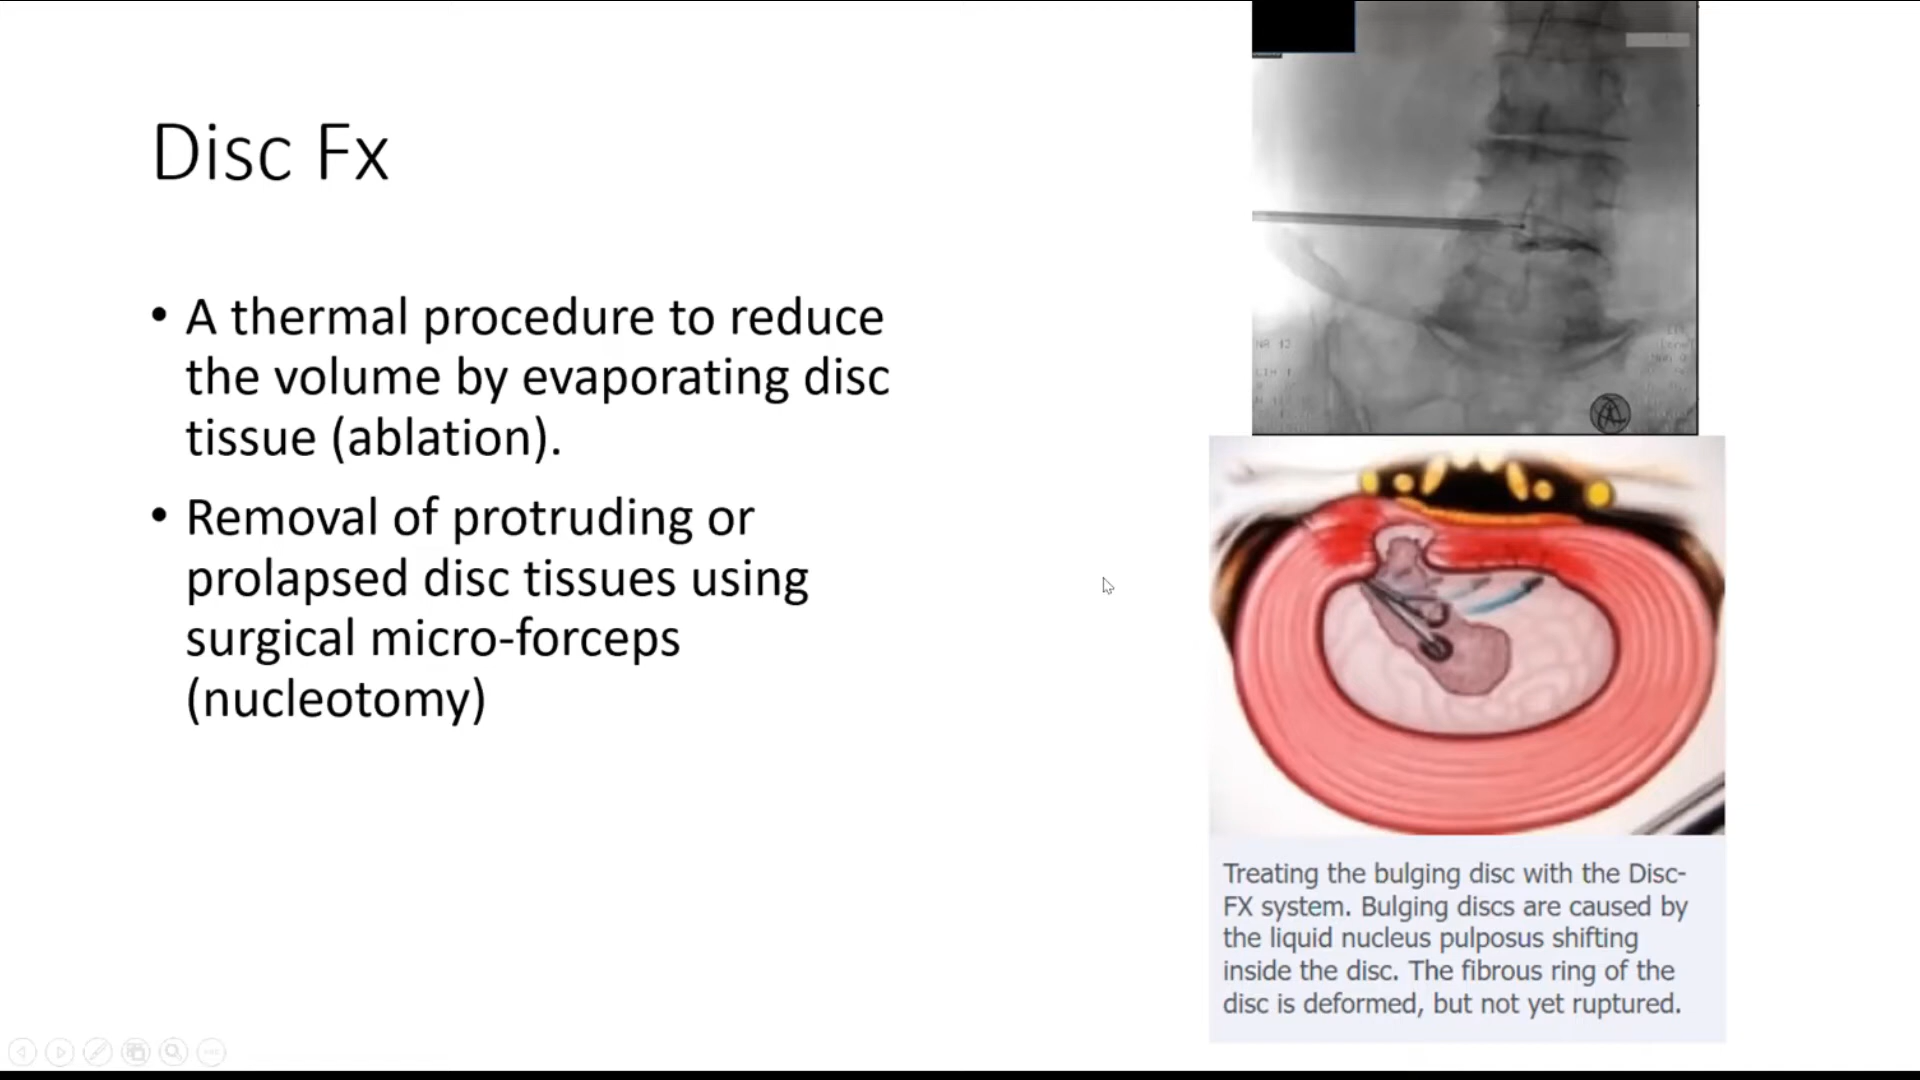 Disc Fx
• A thermal procedure to reduce
the volume by evaporating disc
tissue (ablation).
• Removal of protruding or
prolapsed disc tissues using
surgical micro-forceps
(nucleotomy)
Treating the bulging disc with the Disc-
FX system. Bulging discs are caused by
the liquid nucleus pulposus shifting
inside the disc. The fibrous ring of the
disc is deformed, but not yet ruptured.